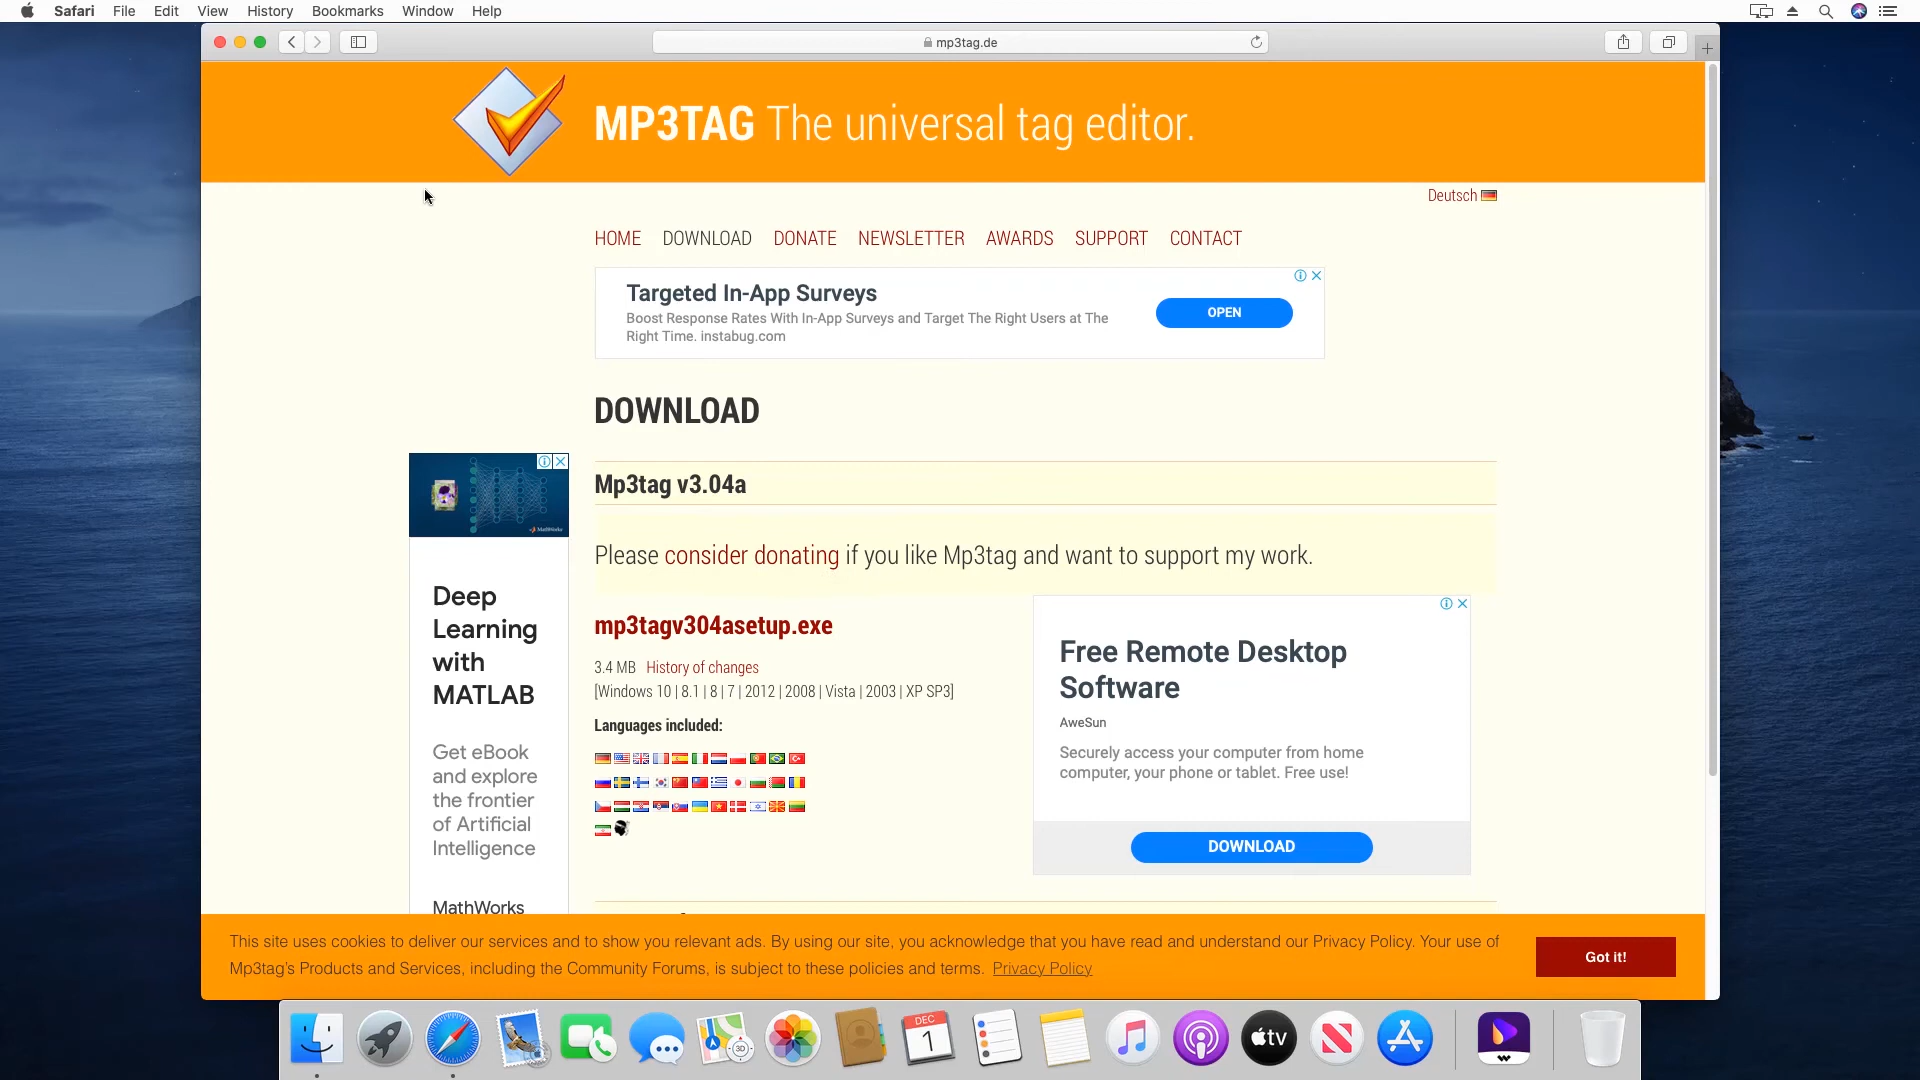 Safari File Edit View History Bookmarks Window Help
mp3tag.de
MP3TAG The universal tag editor.
Deutsch
HOME DOWNLOAD DONATE NEWSLETTER AWARDS SUPPORT CONTACT
Targeted In-App Surveys
Boost Response Rates With In-App Surveys and Target The Right Users at The
Right Time. instabug.com
OPEN
DOWNLOAD
Mp3tag v3.04a
Please consider donating if you like Mp3tag and want to support my work.
mp3tagv304asetup.exe
3.4 MB History of changes
[Windows 10 | 8.1 | 8 | 7 | 2012 | 2008 | Vista | 2003 | XP SP3]
Languages included:
MathWorks
Deep
Learning
with
MATLAB
Get eBook
and explore
the frontier
of Artificial
Intelligence
MathWorks
Free Remote Desktop
Software
AweSun
Securely access your computer from home
computer, your phone or tablet. Free use!
DOWNLOAD
This site uses cookies to deliver our services and to show you relevant ads. By using our site, you acknowledge that you have read and understand our Privacy Policy. Your use of
Mp3tag's Products and Services, including the Community Forums, is subject to these policies and terms. Privacy Policy
Got it!
3D
DEC
1
tv